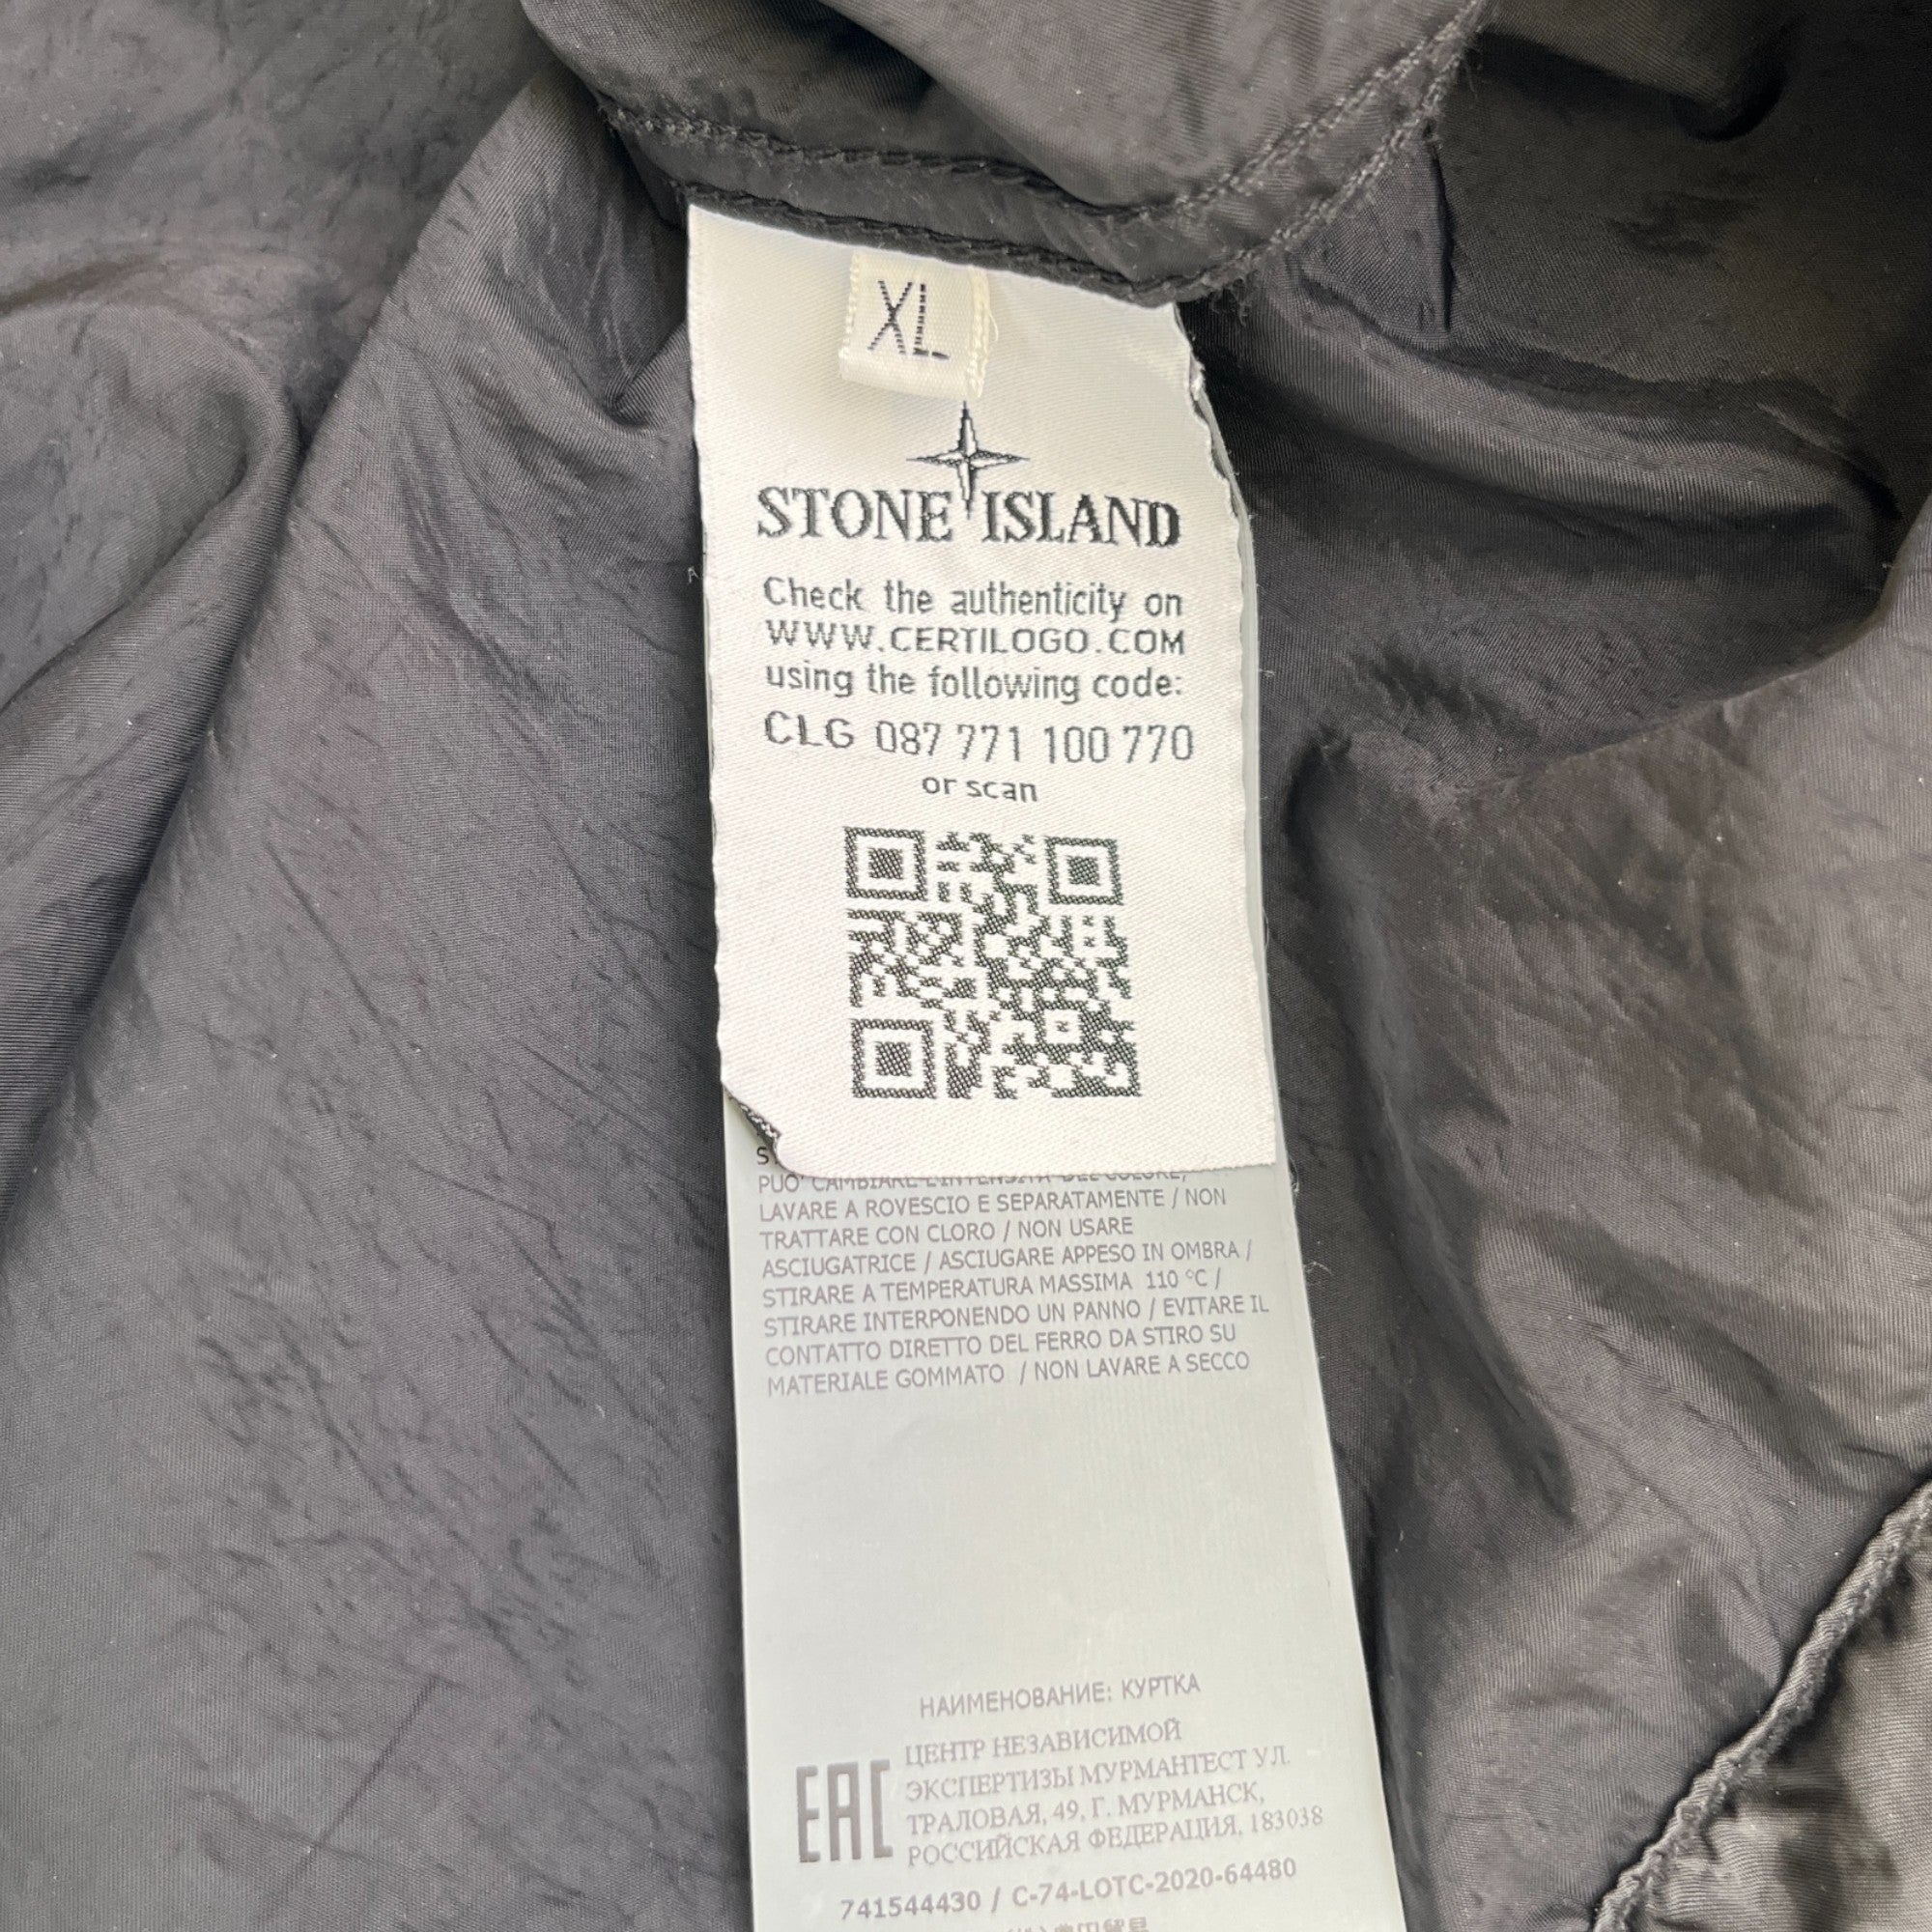 XL
STONE ISLAND
Check the authenticity on
WWW.CERTILOGO.COM
using the following code:
CLG 087 771 100 770
or scan
PUO' CAMBIARE L'INTENSITÀ DEL COLORE/
LAVARE A ROVESCIO E SEPARATAMENTE / NON
TRATTARE CON CLORO / NON USARE
ASCIUGATRICE / ASCIUGARE APPESO IN OMBRA /
STIRARE A TEMPERATURA MASSIMA 110 °C /
STIRARE INTERPONENDO UN PANNO / EVITARE IL
CONTATTO DIRETTO DEL FERRO DA STIRO SU
MATERIALE GOMMATO / NON LAVARE A SECCO
НАИМЕНОВАНИЕ: КУРТКА
EAC
ЦЕНТР НЕЗАВИСИМОЙ
ЭКСПЕРТИЗЫ МУРМАНТЕСТ УЛ.
ТРАЛОВАЯ, 49, Г. МУРМАНСК,
РОССИЙСКАЯ ФЕДЕРАЦИЯ, 183038
741544430 / C-74-LOTC-2020-64480